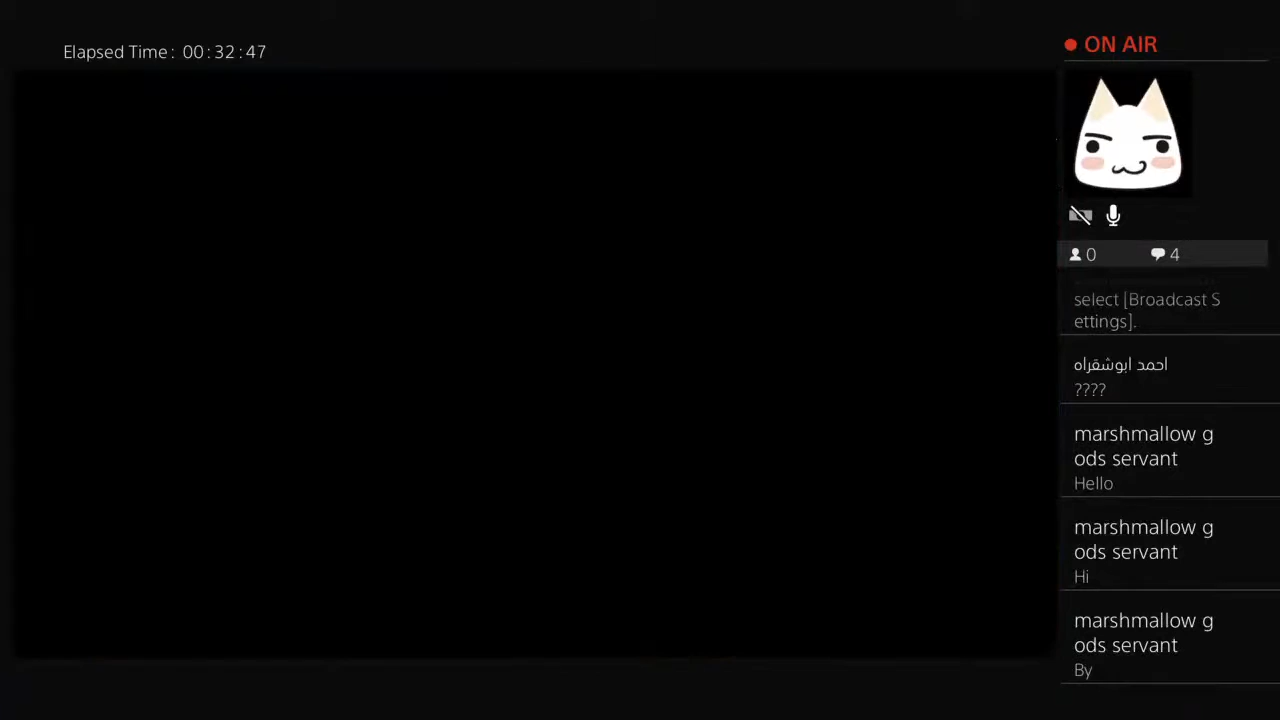 Elapsed Time: 00:32:47
ON AIR
0 4
select [Broadcast S
ettings].
احمد ابوشقراه
????
marshmallow g
ods servant
Hello
marshmallow g
ods servant
Hi
marshmallow g
ods servant
By